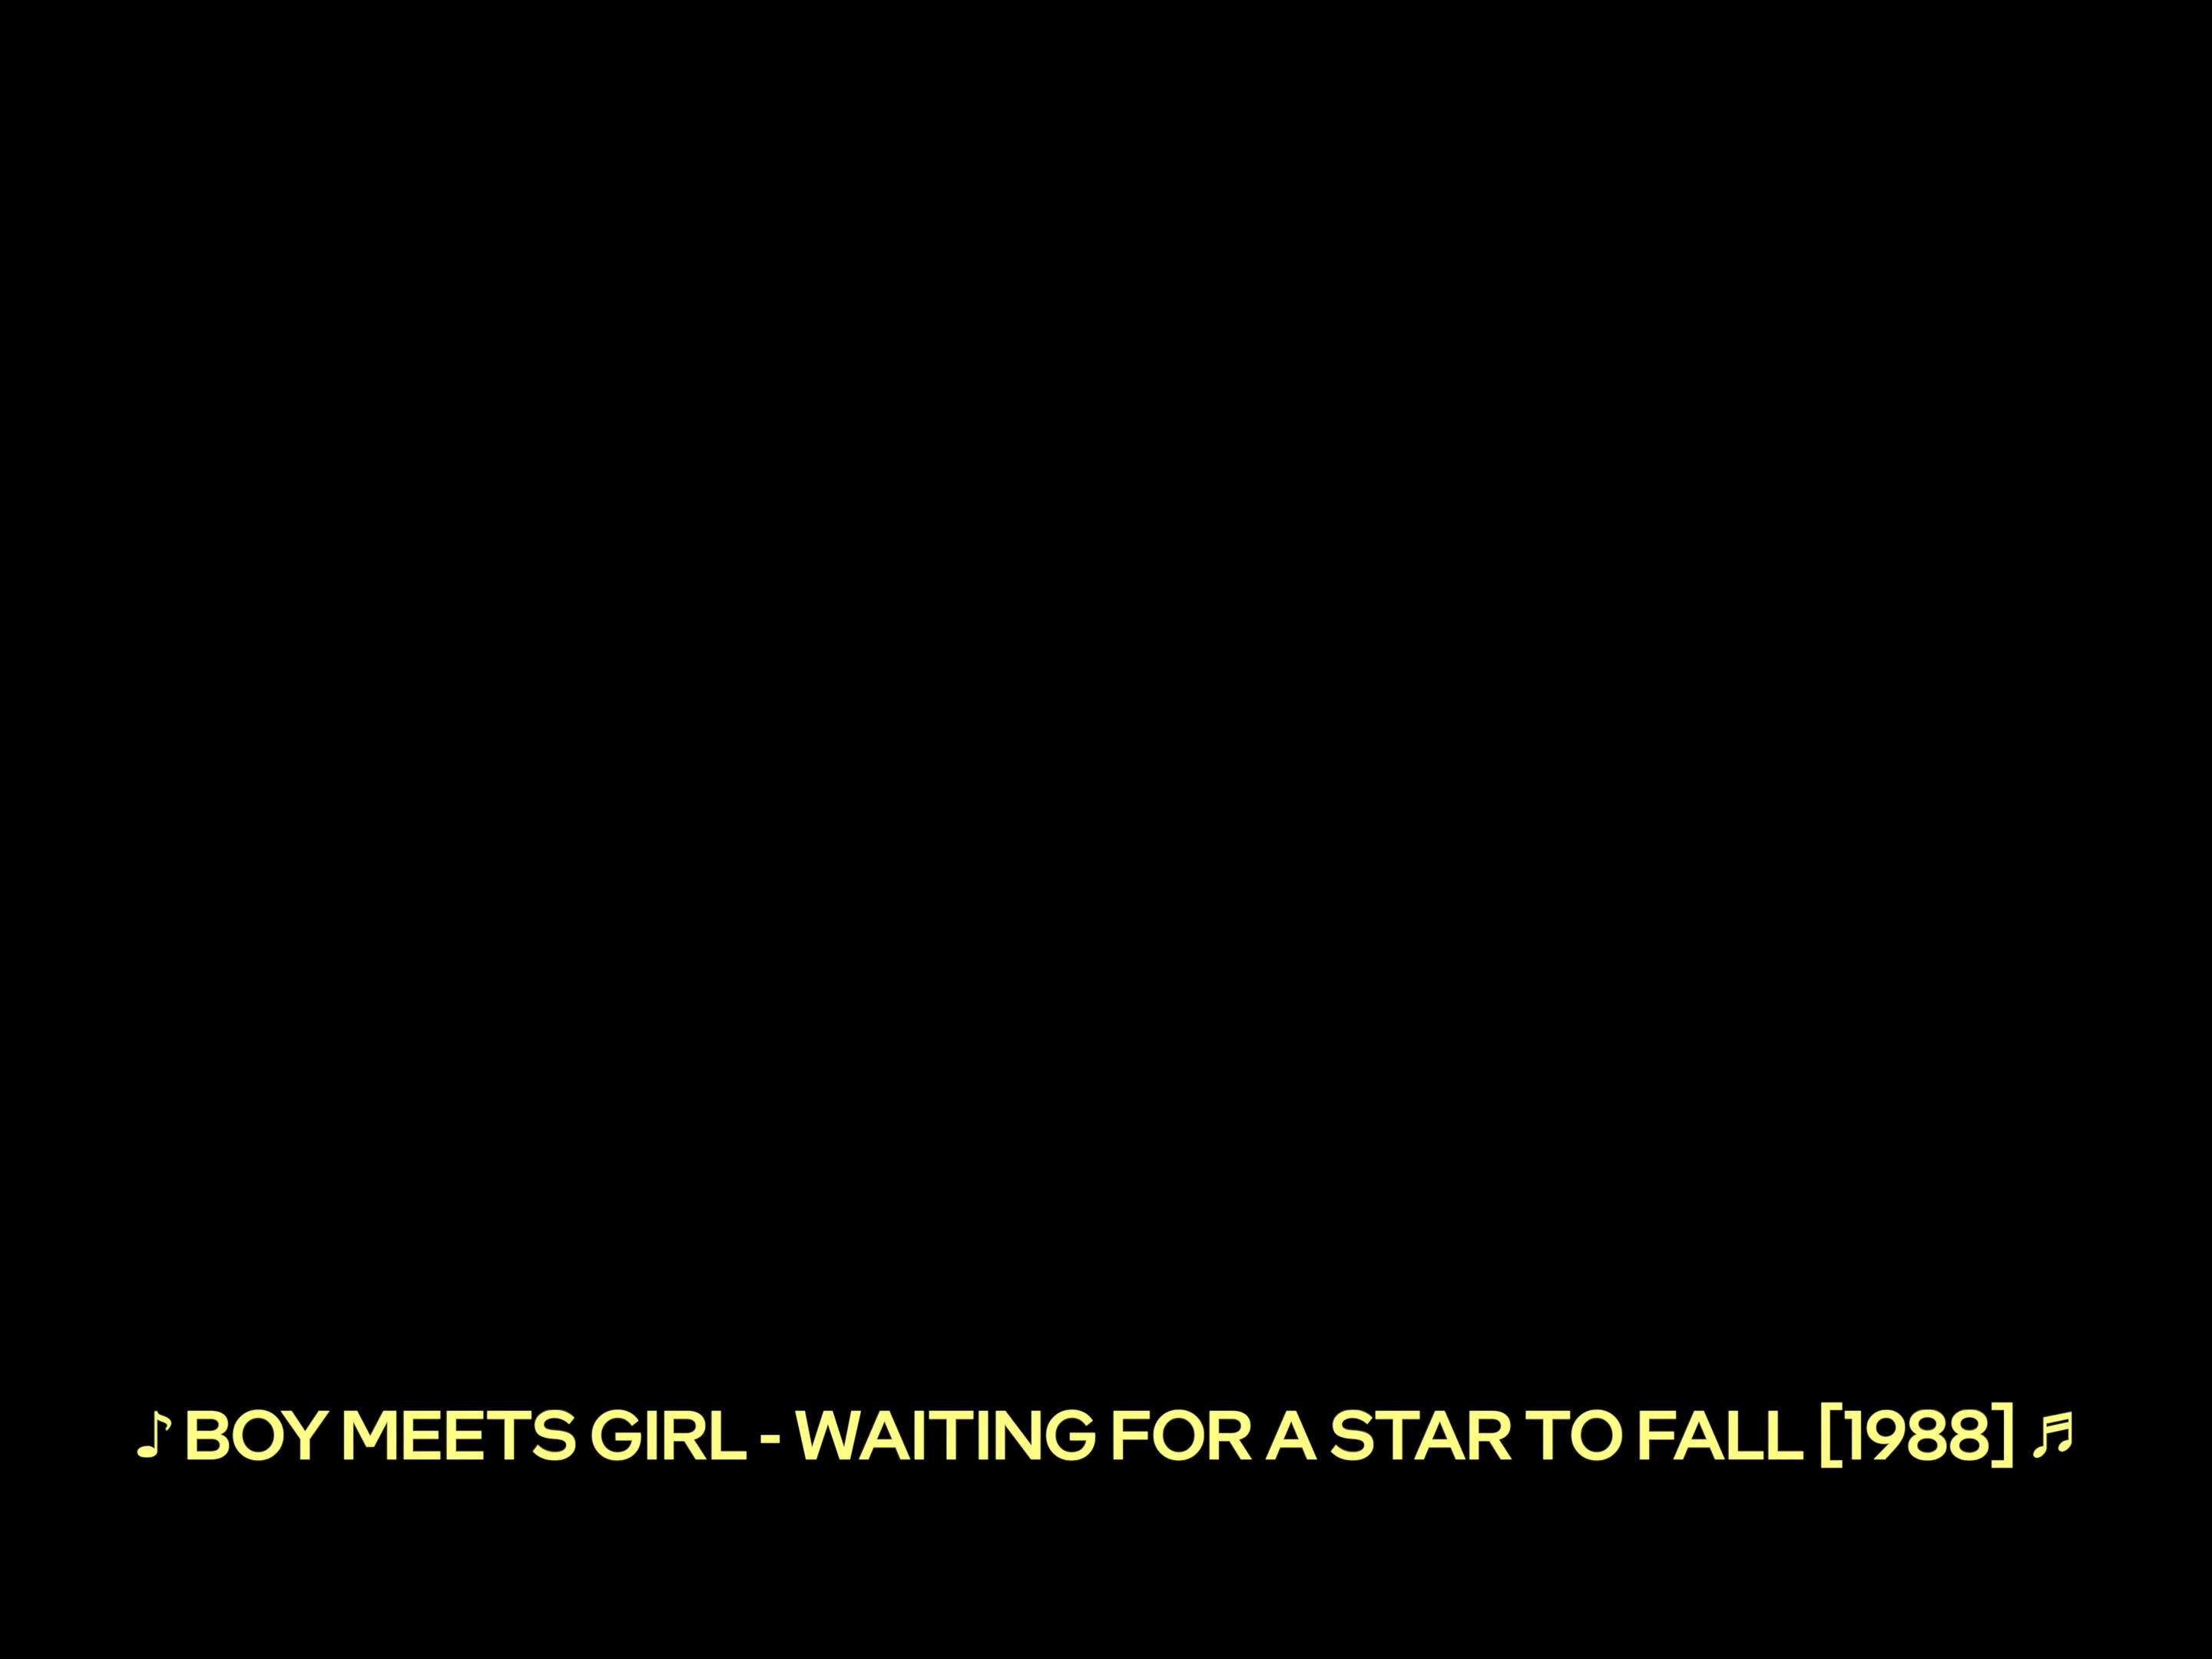 ♪ BOY MEETS GIRL - WAITING FOR A STAR TO FALL [1988] ♬